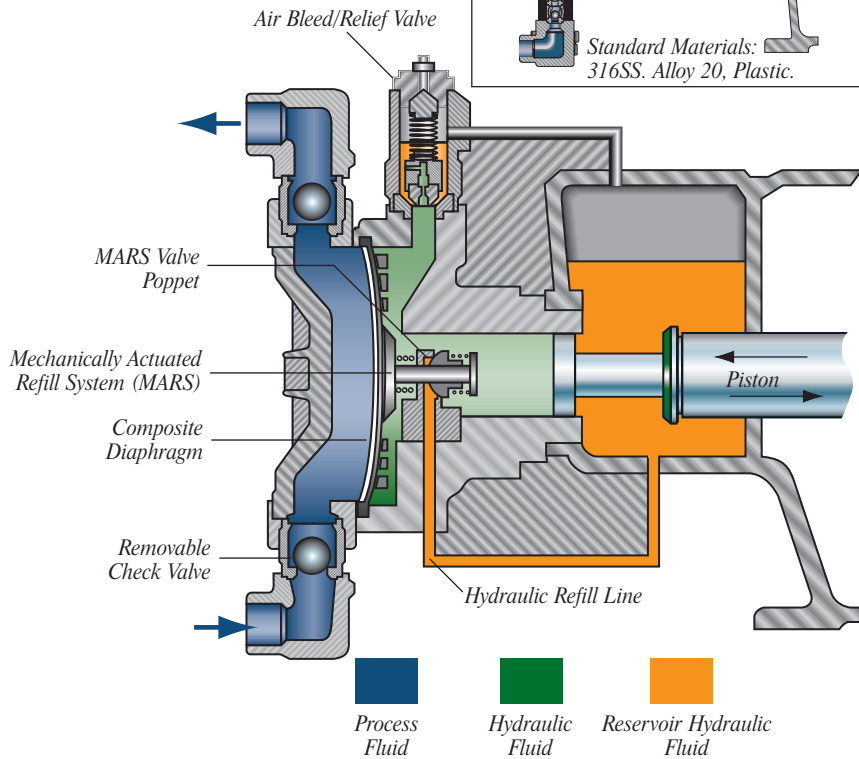 Air Bleed/Relief Valve
Standard Materials:
316SS. Alloy 20, Plastic.
MARS Valve
Poppet
Mechanically Actuated
Refill System (MARS)
Piston
Composite
Diaphragm
Removable
Check Valve
Hydraulic Refill Line
Process
Fluid
Hydraulic
Fluid
Reservoir Hydraulic
Fluid